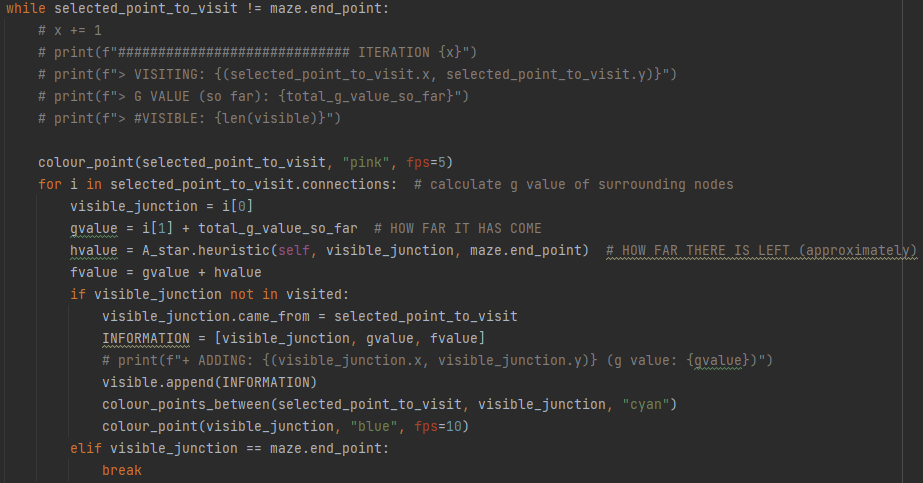 while selected_point_to_visit != maze.end_point:
    # x += 1
    # print(f"############################# ITERATION {x}")
    # print(f"> VISITING: {(selected_point_to_visit.x, selected_point_to_visit.y)}")
    # print(f"> G VALUE (so far): {total_g_value_so_far}")
    # print(f"> #VISIBLE: {len(visible)}")

    colour_point(selected_point_to_visit, "pink", fps=5)
    for i in selected_point_to_visit.connections:  # calculate g value of surrounding nodes
        visible_junction = i[0]
        gvalue = i[1] + total_g_value_so_far  # HOW FAR IT HAS COME
        hvalue = A_star.heuristic(self, visible_junction, maze.end_point)  # HOW FAR THERE IS LEFT (approximately)
        fvalue = gvalue + hvalue
        if visible_junction not in visited:
            visible_junction.came_from = selected_point_to_visit
            INFORMATION = [visible_junction, gvalue, fvalue]
            # print(f"+ ADDING: {(visible_junction.x, visible_junction.y)} (g value: {gvalue})")
            visible.append(INFORMATION)
            colour_points_between(selected_point_to_visit, visible_junction, "cyan")
            colour_point(visible_junction, "blue", fps=10)
        elif visible_junction == maze.end_point:
            break